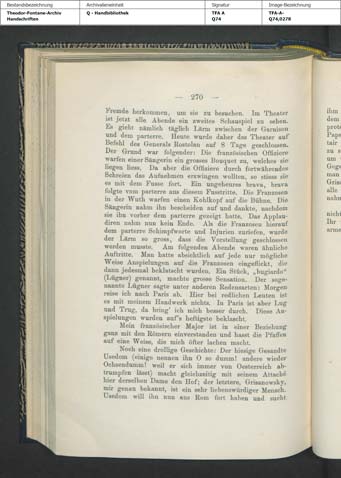 Bestandsbezeichnung
Archivalieneinheit
Signatur
Image-Bezeichnung
Theodor-Fontane-Archiv
Handschriften
Q - Handbibliothek
TFA A
Q74
TFA-A-
Q74,0278
— 270 —
Fremde herkommen, um sie zu besuchen. Im Theater
ist jetzt alle Abende ein zweites Schauspiel zu sehen.
Es giebt nämlich täglich Lärm zwischen der Garnison
und dem parterre. Heute wurde daher das Theater auf
Befehl des Generals Rostolan auf 8 Tage geschlossen.
Der Grund war folgender: Die französischen Offiziere
warfen einer Sängerin ein grosses Bouquet zu, welches sie
liegen liess. Da aber die Offiziere durch fortwährendes
Schreien das Aufnehmen erzwingen wollten, so stiess sie
es mit dem Fusse fort. Ein ungeheures brava, brava
folgte vom parterre aus diesem Fusstritte. Die Franzosen
in der Wuth warfen einen Kohlkopf auf die Bühne. Die
Sängerin nahm ihn bescheiden auf und dankte, nachdem
sie ihn vorher dem parterre gezeigt hatte. Das Applau-
diren nahm nun kein Ende. Als die Franzosen hierauf
dem parterre Schimpfworte und Injurien zuriefen, wurde
der Lärm so gross, dass die Vorstellung geschlossen
werden musste. Am folgenden Abende waren ähnliche
Auftritte. Man hatte absichtlich auf jede nur mögliche
Weise Anspielungen auf die Franzosen eingeflickt, die
dann jedesmal beklatscht wurden. Ein Stück, „bugiardo“
(Lügner) genannt, machte grosse Sensation. Der soge-
nannte Lügner sagte unter anderen Redensarten: Morgen
reise ich nach Paris ab. Hier bei redlichen Leuten ist
es mit meinem Handwerk nichts. In Paris ist aber Lug
und Trug, da bring' ich mich besser durch. Diese An-
spielungen wurden auf's heftigste beklascht.
Mein französischer Major ist in einer Beziehung
ganz mit den Römern einverstanden und hasst die Pfaffen
auf eine Weise, die mich öfter lachen macht.
Noch eine drollige Geschichte: Der hiesige Gesandte
Usedom (einige nennen ihn O so dumm! andere wieder
Ochsendumm! weil er sich immer von Oesterreich ab-
trumpfen lässt) macht gleichzeitig mit seinem Attaché
hier derselben Dame den Hof; der letztere, Grisanowsky,
mir genau bekannt, ist ein sehr liebenswürdiger Mensch.
Usedom will ihn nun aus Rom fort haben und sucht